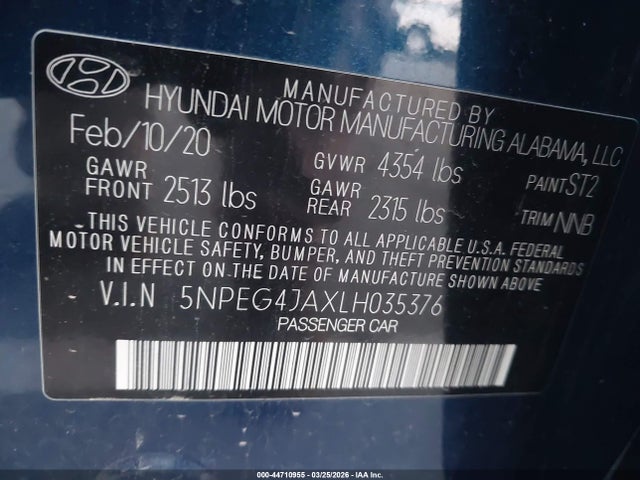 MANUFACTURED BY
HYUNDAI MOTOR MANUFACTURING ALABAMA, LLC
Feb/10/20 GVWR 4354 lbs PAINT ST2
GAWR FRONT 2513 lbs GAWR REAR 2315 lbs TRIM NNB
THIS VEHICLE CONFORMS TO ALL APPLICABLE U.S.A. FEDERAL
MOTOR VEHICLE SAFETY, BUMPER, AND THEFT PREVENTION STANDARDS
IN EFFECT ON THE DATE OF MANUFACTURE SHOWN ABOVE
V.I.N 5NPEG4JAXLH035376
PASSENGER CAR
000-44710955 - 03/25/2026 - IAA Inc.